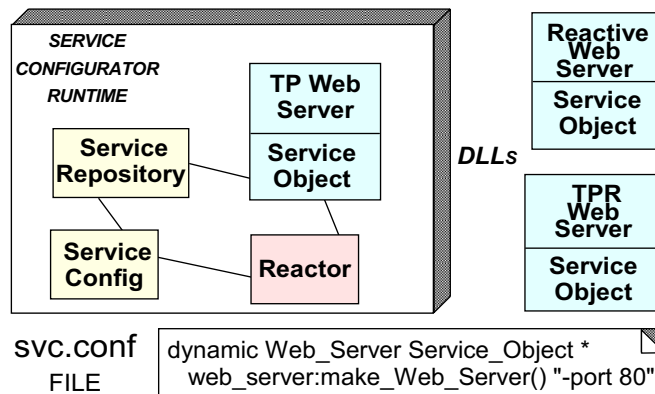 SERVICE
CONFIGURATOR
RUNTIME
TP Web
Server
Service
Object
Service
Repository
Service
Config
Reactor
DLLS
Reactive
Web
Server
Service
Object
TPR
Web
Server
Service
Object
svc.conf
FILE
dynamic Web_Server Service_Object *
web_server:make_Web_Server() "-port 80"